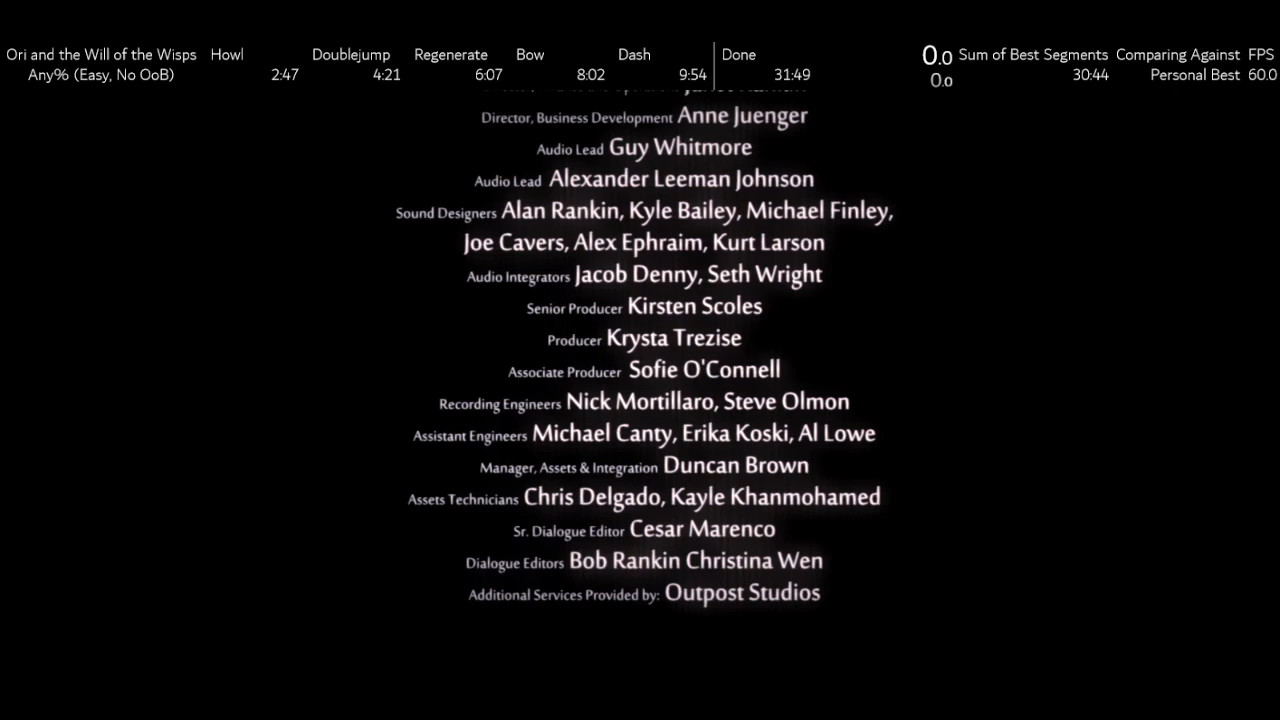 Ori and the Will of the Wisps Howl Doublejump Regenerate Bow Dash Done 0.0 Sum of Best Segments Comparing Against FPS
Any% (Easy, No OoB) 2:47 4:21 6:07 8:02 9:54 31:49 0.0 30:44 Personal Best 60.0
Director, Business Development Anne Juenger
Audio Lead Guy Whitmore
Audio Lead Alexander Leeman Johnson
Sound Designers Alan Rankin, Kyle Bailey, Michael Finley,
Joe Cavers, Alex Ephraim, Kurt Larson
Audio Integrators Jacob Denny, Seth Wright
Senior Producer Kirsten Scoles
Producer Krysta Trezise
Associate Producer Sofie O'Connell
Recording Engineers Nick Mortillaro, Steve Olmon
Assistant Engineers Michael Canty, Erika Koski, Al Lowe
Manager, Assets & Integration Duncan Brown
Assets Technicians Chris Delgado, Kayle Khanmohamed
Sr. Dialogue Editor Cesar Marenco
Dialogue Editors Bob Rankin Christina Wen
Additional Services Provided by: Outpost Studios